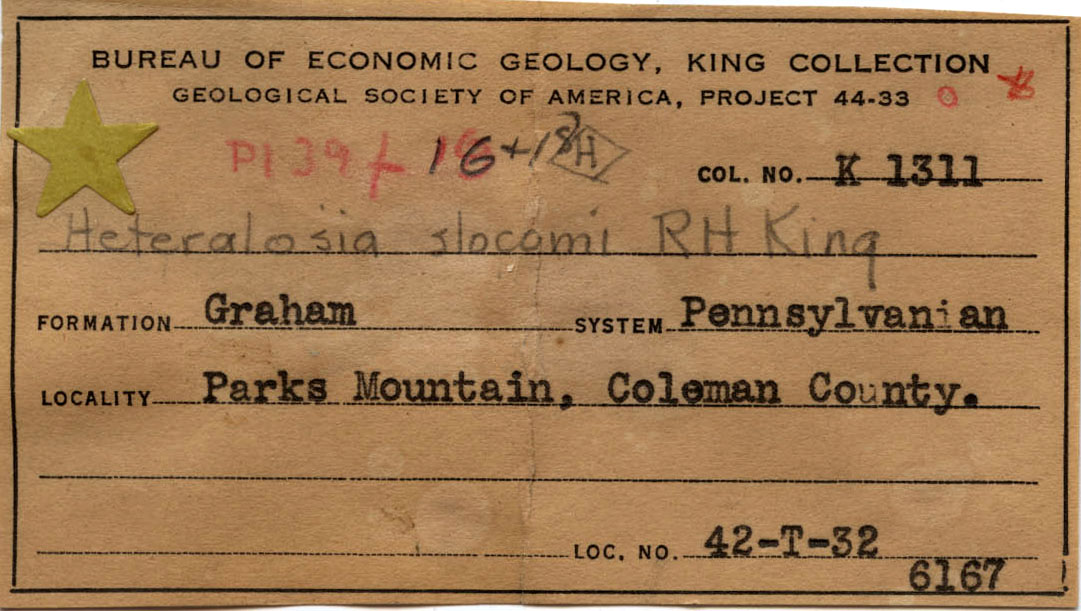 BUREAU OF ECONOMIC GEOLOGY, KING COLLECTION
GEOLOGICAL SOCIETY OF AMERICA, PROJECT 44-33
P139 16+18 H
COL. NO. K 1311
Heteralosia slocomi RH King
FORMATION Graham SYSTEM Pennsylvanian
LOCALITY Parks Mountain, Coleman County.
LOC. NO. 42-T-32
6167